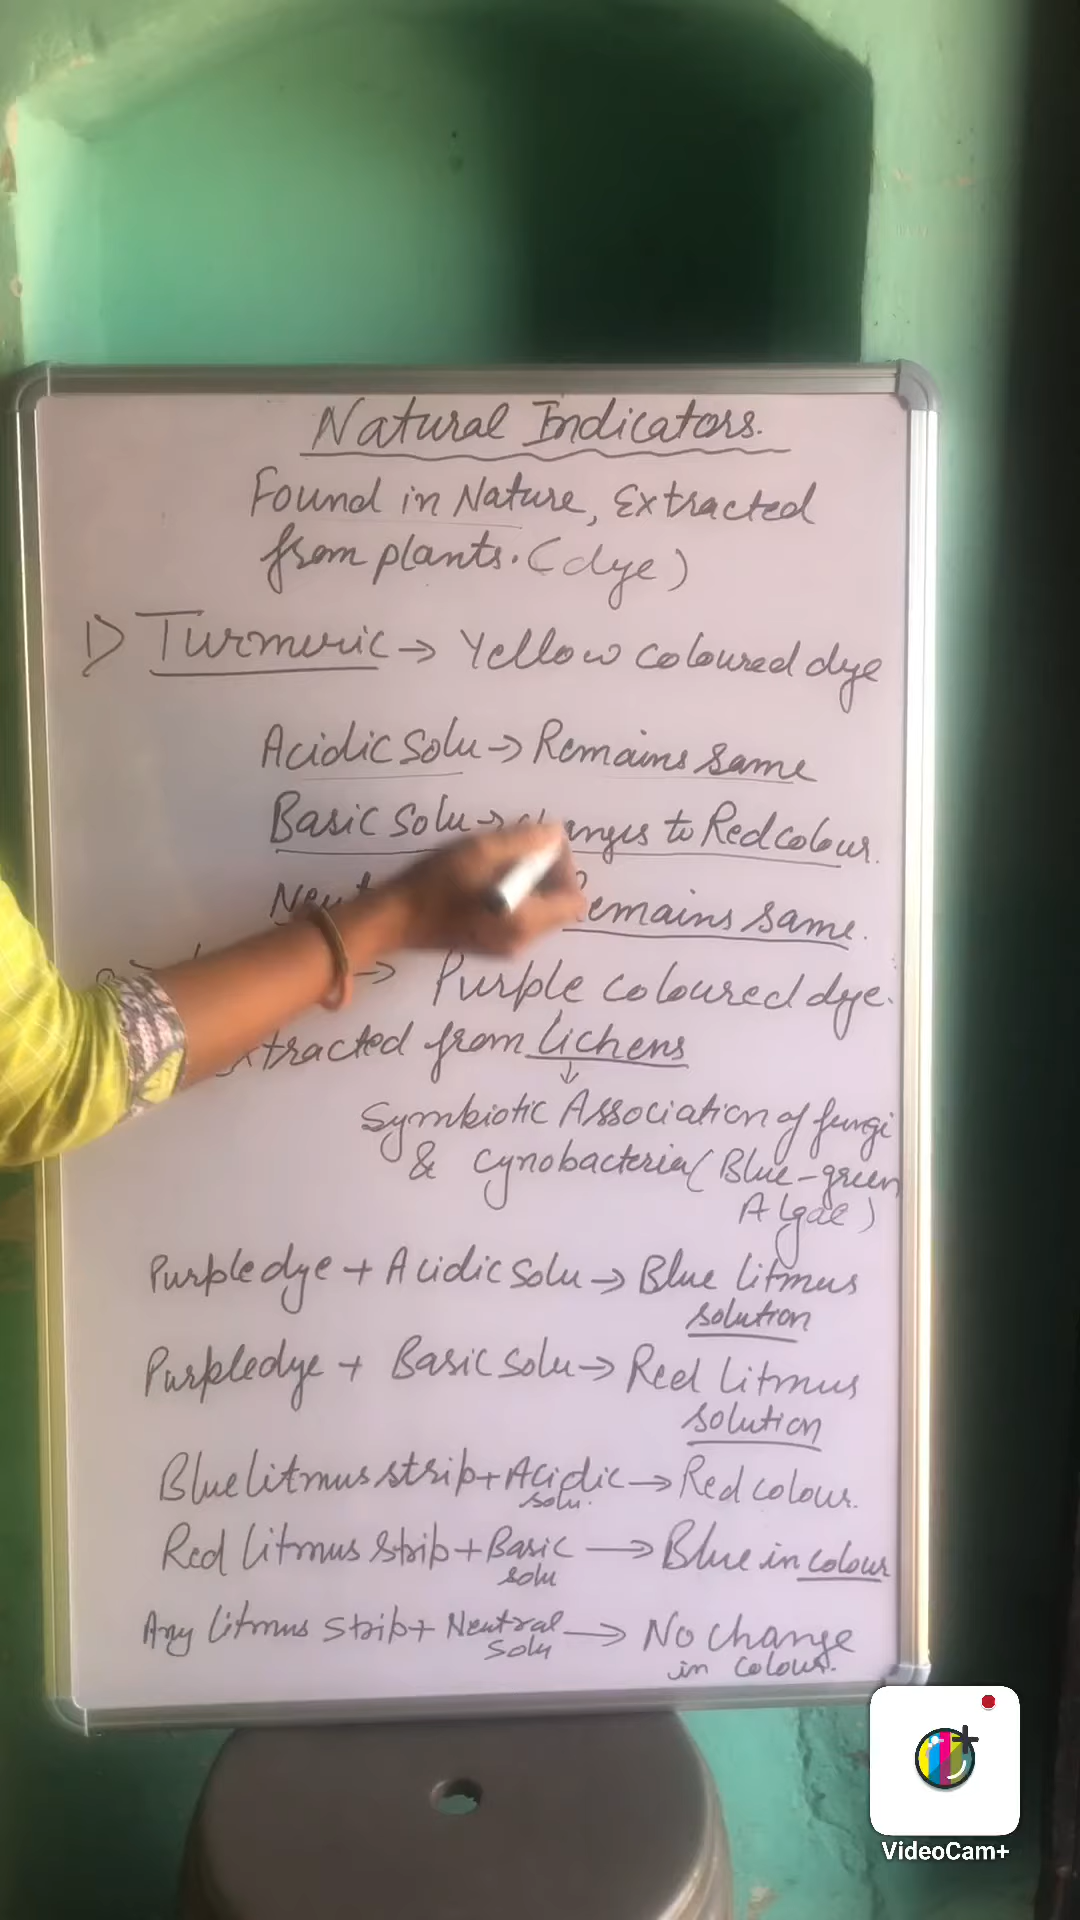 Natural Indicators.
Found in Nature, Extracted
from plants. (dye)
1) Turmeric → Yellow coloured dye
Acidic Solu → Remains same
Basic Solu → changes to Red colour.
Remains same.
→ Purple coloured dye.
from lichens
↓
Symbiotic Association of fungi
& Cynobacteria (Blue-green
Algae)
Purple dye + Acidic Solu → Blue litmus
solution
Purple dye + Basic Solu → Red litmus
solution
Blue litmus strip + Acidic → Red colour.
solu.
Red litmus strip + Basic → Blue in colour
solu
Any litmus strip + Neutral → No change
solu in colour.
VideoCam+